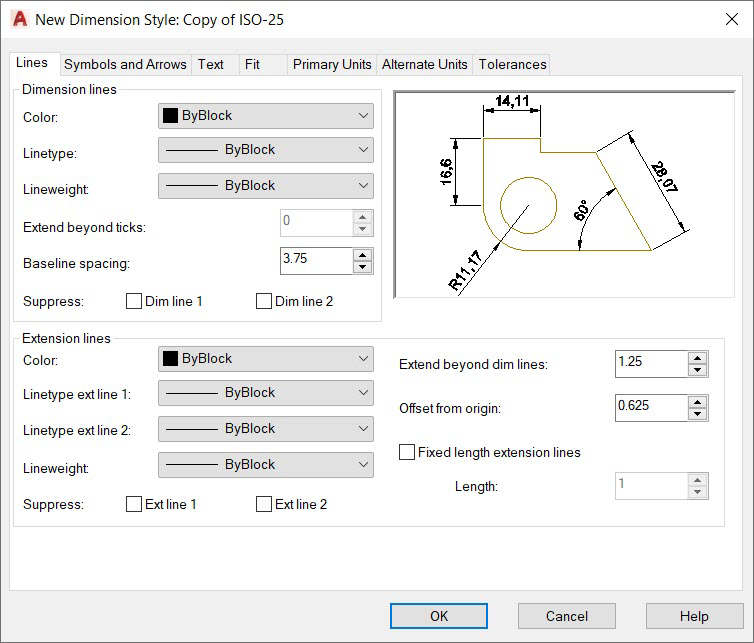 New Dimension Style: Copy of ISO-25
Lines Symbols and Arrows Text Fit Primary Units Alternate Units Tolerances
Dimension lines
Color: ByBlock
Linetype: ByBlock
Lineweight: ByBlock
Extend beyond ticks: 0
Baseline spacing: 3.75
Suppress: Dim line 1 Dim line 2
14,11
16,6
28,07
60°
R11,17
Extension lines
Color: ByBlock
Linetype ext line 1: ByBlock
Linetype ext line 2: ByBlock
Lineweight: ByBlock
Suppress: Ext line 1 Ext line 2
Extend beyond dim lines: 1.25
Offset from origin: 0.625
Fixed length extension lines
Length: 1
OK Cancel Help